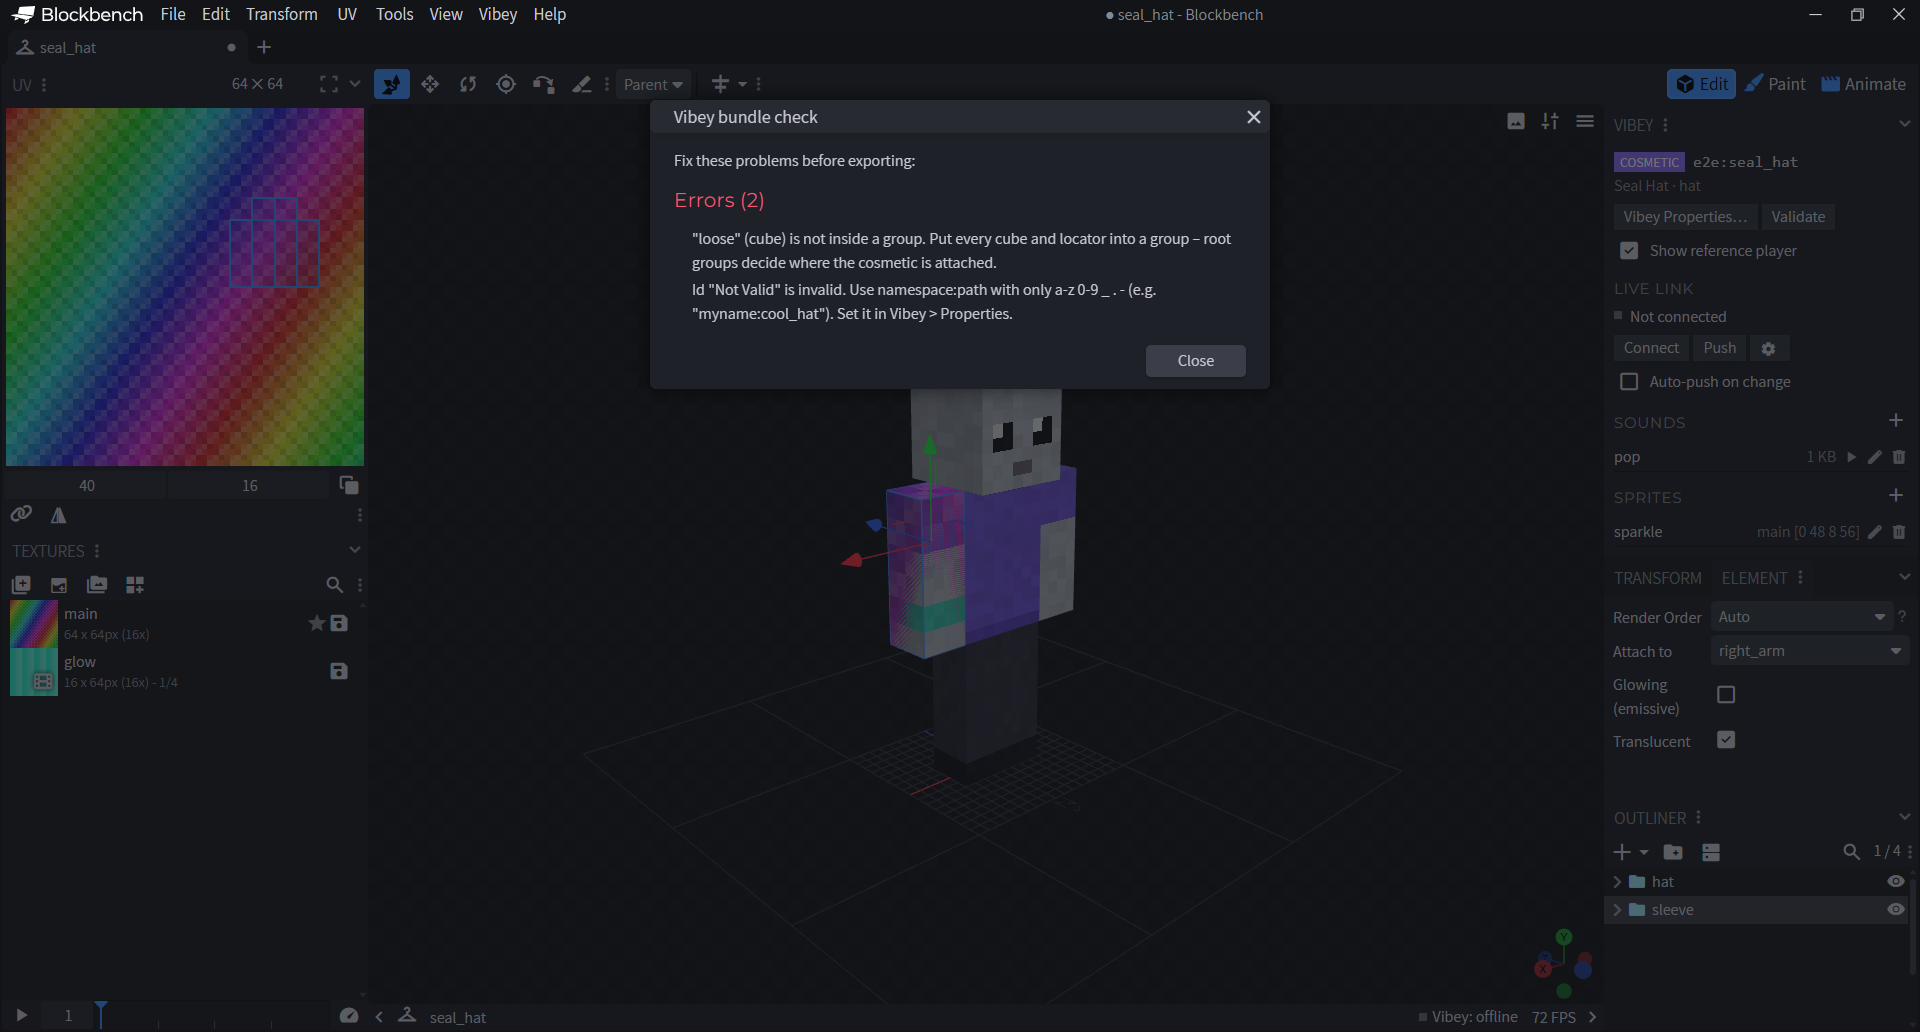 Blockbench File Edit Transform UV Tools View Vibey Help
● seal_hat - Blockbench
seal_hat
UV
64×64
Parent
Edit Paint Animate
Vibey bundle check
Fix these problems before exporting:
Errors (2)
"loose" (cube) is not inside a group. Put every cube and locator into a group – root
groups decide where the cosmetic is attached.
Id "Not Valid" is invalid. Use namespace:path with only a-z 0-9 _ . - (e.g.
"myname:cool_hat"). Set it in Vibey > Properties.
Close
40 16
TEXTURES
main
64 x 64px (16x)
glow
16 x 64px (16x) - 1/4
VIBEY
COSMETIC e2e:seal_hat
Seal Hat · hat
Vibey Properties… Validate
Show reference player
LIVE LINK
Not connected
Connect Push
Auto-push on change
SOUNDS
pop 1 KB
SPRITES
sparkle main [0 48 8 56]
TRANSFORM ELEMENT
Render Order Auto ?
Attach to right_arm
Glowing
(emissive)
Translucent
OUTLINER
1 / 4
hat
sleeve
Y
X
1
seal_hat
Vibey: offline 72 FPS